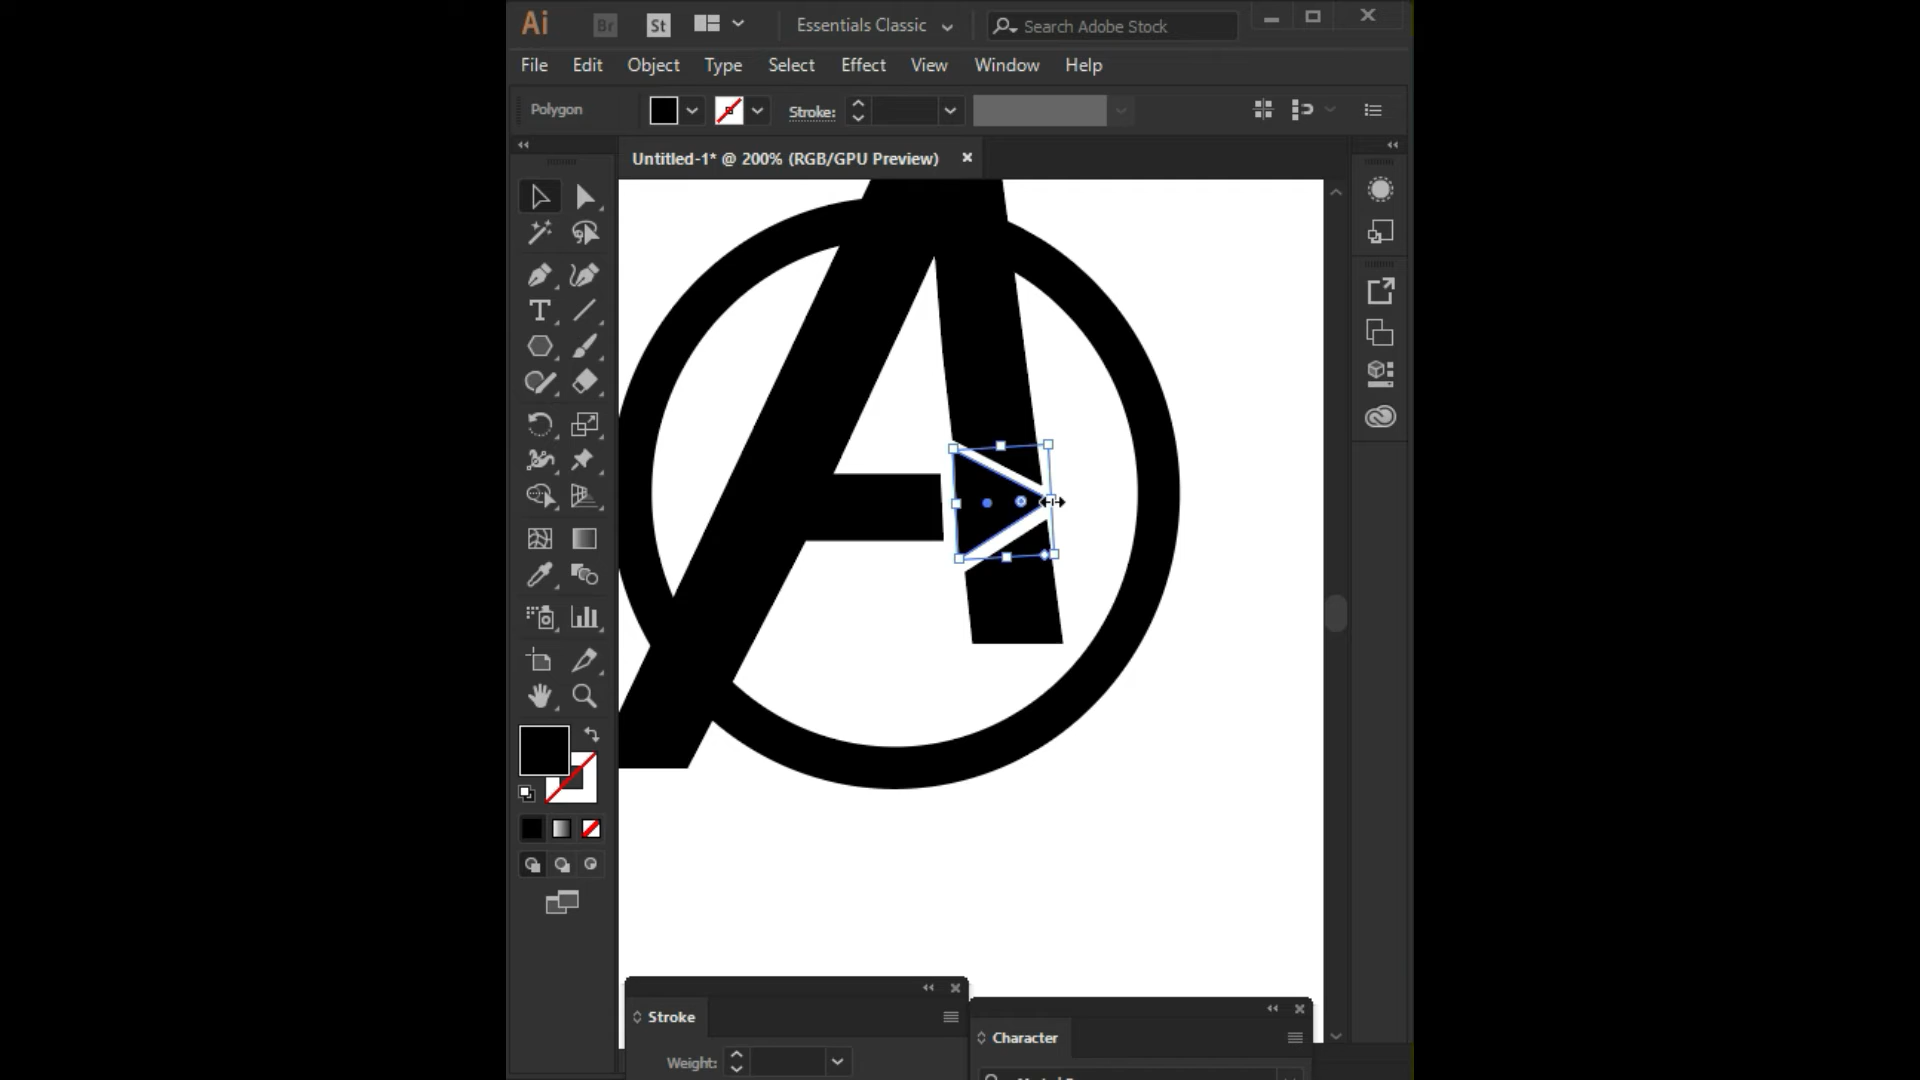 Ai Br St Essentials Classic Search Adobe Stock
File Edit Object Type Select Effect View Window Help
Polygon Stroke:
Untitled-1* @ 200% (RGB/GPU Preview)
Stroke
Character
Weight: